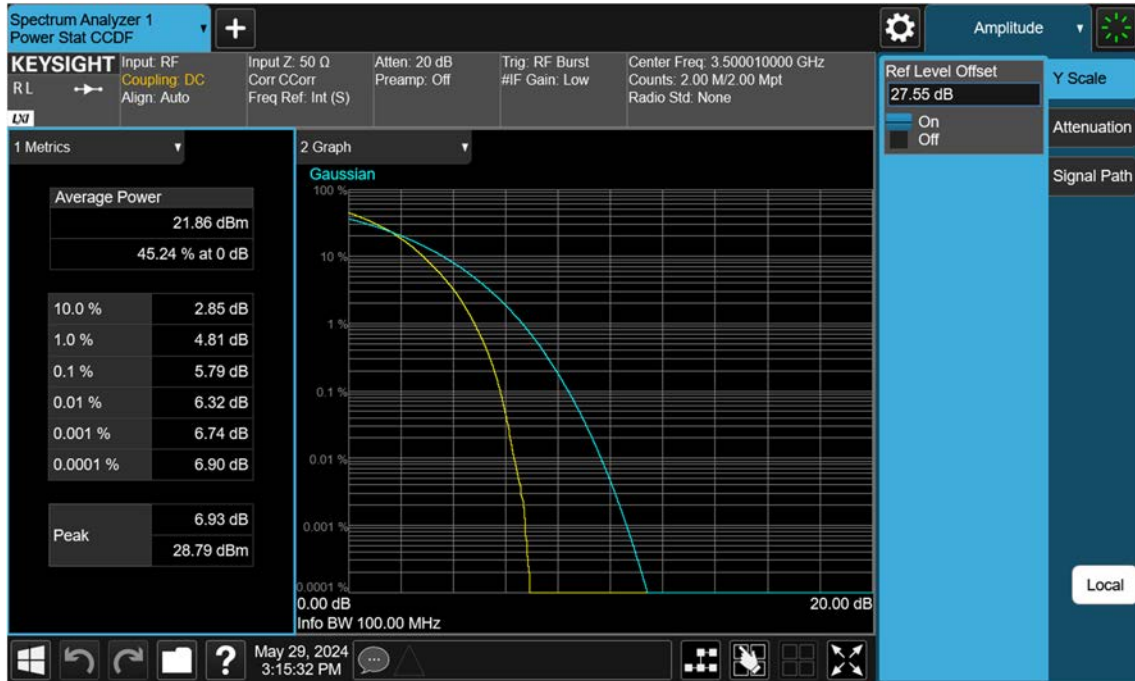 Spectrum Analyzer 1
Power Stat CCDF
Amplitude
KEYSIGHT
R L
LXI
Input: RF
Coupling: DC
Align: Auto
Input Z: 50 Ω
Corr CCorr
Freq Ref: Int (S)
Atten: 20 dB
Preamp: Off
Trig: RF Burst
#IF Gain: Low
Center Freq: 3.500010000 GHz
Counts: 2.00 M/2.00 Mpt
Radio Std: None
Ref Level Offset
27.55 dB
On
Off
Y Scale
Attenuation
Signal Path
1 Metrics
Average Power
21.86 dBm
45.24 % at 0 dB
10.0 % 2.85 dB
1.0 % 4.81 dB
0.1 % 5.79 dB
0.01 % 6.32 dB
0.001 % 6.74 dB
0.0001 % 6.90 dB
Peak
6.93 dB
28.79 dBm
2 Graph
Gaussian
100 %
10 %
1 %
0.1 %
0.01 %
0.001 %
0.0001 %
0.00 dB 20.00 dB
Info BW 100.00 MHz
Local
?
May 29, 2024
3:15:32 PM